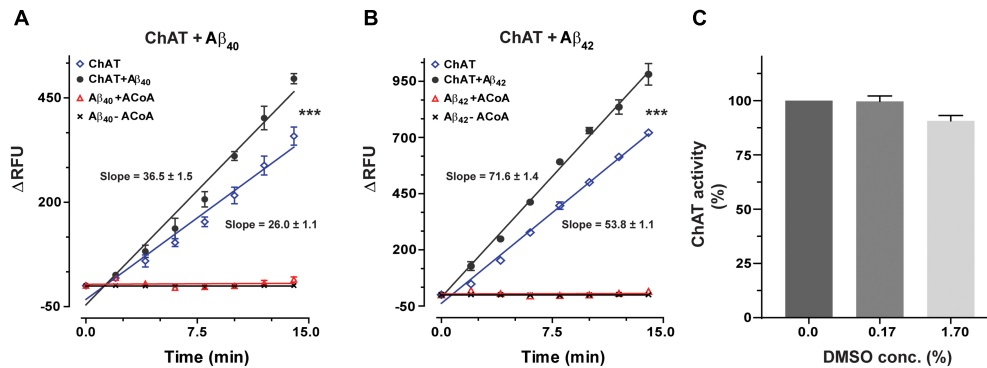 A
ChAT + Aβ40
ChAT
ChAT+Aβ40
Aβ40+ACoA
Aβ40- ACoA
***
Slope = 36.5 ± 1.5
Slope = 26.0 ± 1.1
ΔRFU
450
200
-50
0.0
7.5
15.0
Time (min)
B
ChAT + Aβ42
ChAT
ChAT+Aβ42
Aβ42+ACoA
Aβ42- ACoA
***
Slope = 71.6 ± 1.4
Slope = 53.8 ± 1.1
ΔRFU
950
700
450
200
-50
0.0
7.5
15.0
Time (min)
C
ChAT activity
(%)
125
100
75
50
25
0
0.0
0.17
1.70
DMSO conc. (%)